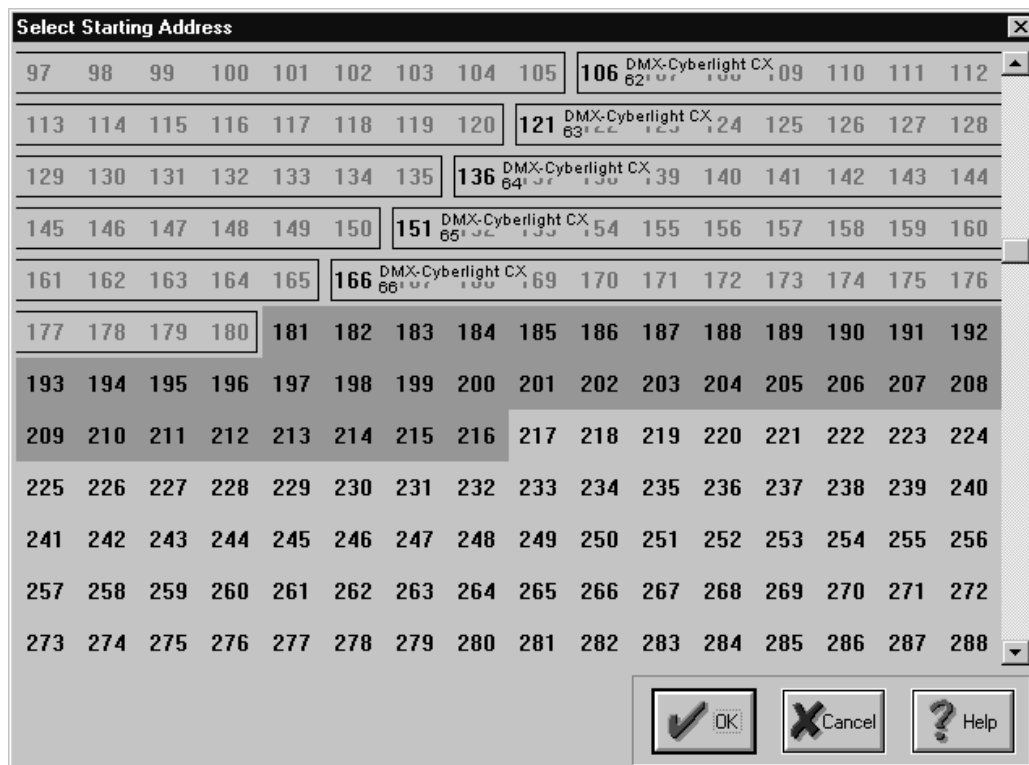 Select Starting Address
97 98 99 100 101 102 103 104 105 106 DMX-Cyberlight CX 62 109 110 111 112
113 114 115 116 117 118 119 120 121 DMX-Cyberlight CX 63 124 125 126 127 128
129 130 131 132 133 134 135 136 DMX-Cyberlight CX 64 139 140 141 142 143 144
145 146 147 148 149 150 151 DMX-Cyberlight CX 65 154 155 156 157 158 159 160
161 162 163 164 165 166 DMX-Cyberlight CX 66 169 170 171 172 173 174 175 176
177 178 179 180 181 182 183 184 185 186 187 188 189 190 191 192
193 194 195 196 197 198 199 200 201 202 203 204 205 206 207 208
209 210 211 212 213 214 215 216 217 218 219 220 221 222 223 224
225 226 227 228 229 230 231 232 233 234 235 236 237 238 239 240
241 242 243 244 245 246 247 248 249 250 251 252 253 254 255 256
257 258 259 260 261 262 263 264 265 266 267 268 269 270 271 272
273 274 275 276 277 278 279 280 281 282 283 284 285 286 287 288
OK Cancel Help